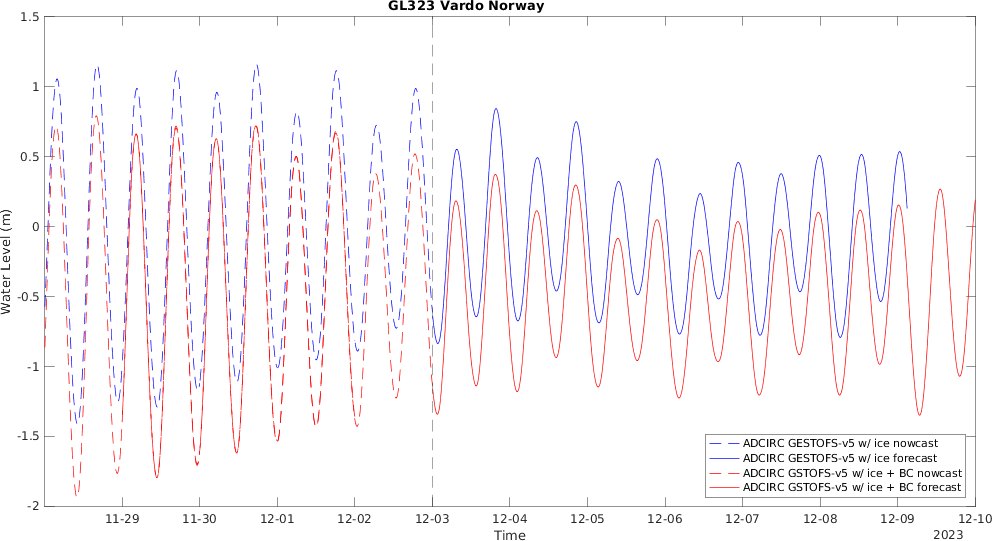 GL323 Vardo Norway
1.5
1
0.5
0
-0.5
-1
-1.5
-2
Water Level (m)
11-29 11-30 12-01 12-02 12-03 12-04 12-05 12-06 12-07 12-08 12-09 12-10
Time
2023
ADCIRC GESTOFS-v5 w/ ice nowcast
ADCIRC GESTOFS-v5 w/ ice forecast
ADCIRC GSTOFS-v5 w/ ice + BC nowcast
ADCIRC GSTOFS-v5 w/ ice + BC forecast